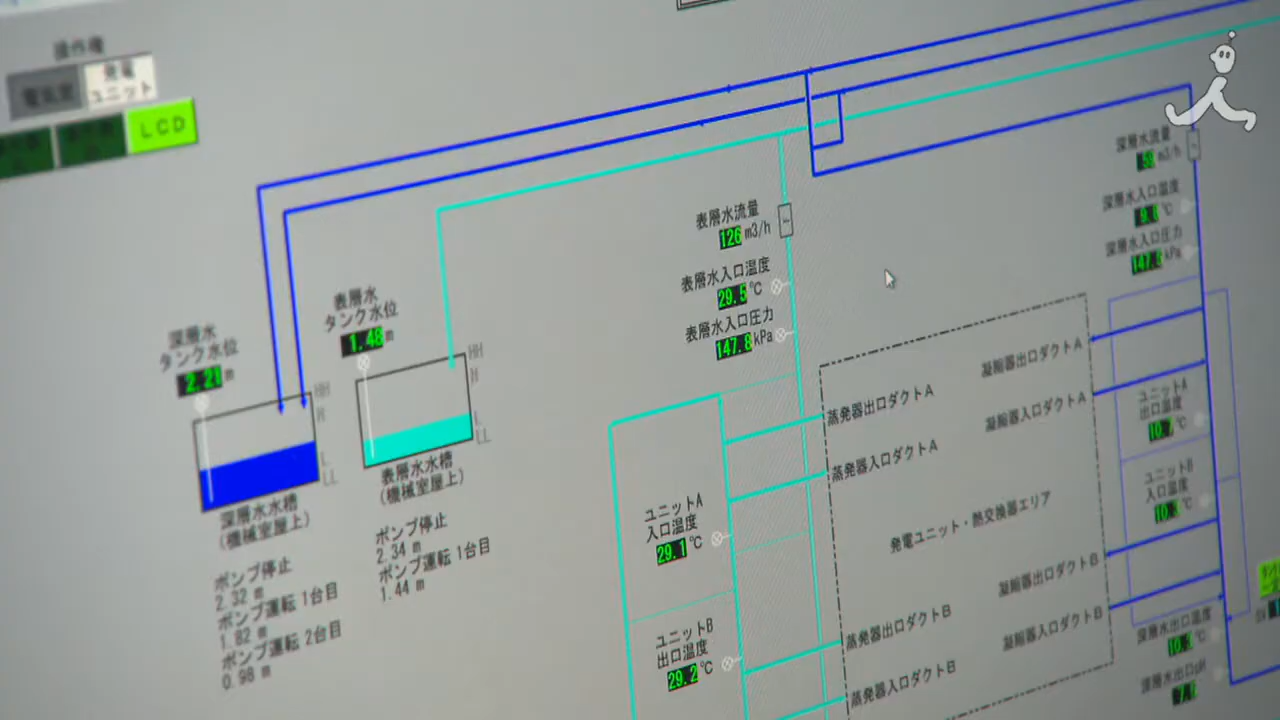 操作権
電気室
発電
ユニット
LCD
深層水
タンク水位
2.21 m
表層水
タンク水位
1.48 m
HH
H
L
LL
深層水水槽
(機械室屋上)
ポンプ停止
2.32 m
ポンプ運転 1台目
1.82 m
ポンプ運転 2台目
0.98 m
HH
H
L
LL
表層水水槽
(機械室屋上)
ポンプ停止
2.34 m
ポンプ運転 1台目
1.44 m
表層水流量
126 m3/h
表層水入口温度
29.5 ℃
表層水入口圧力
147.8 kPa
ユニットA
入口温度
29.1 ℃
ユニットB
出口温度
29.2 ℃
蒸発器出口ダクトA
蒸発器入口ダクトA
凝縮器出口ダクトA
凝縮器入口ダクトA
発電ユニット・熱交換器エリア
蒸発器出口ダクトB
蒸発器入口ダクトB
凝縮器出口ダクトB
凝縮器入口ダクトB
深層水流量
m3/h
深層水入口温度
℃
深層水入口圧力
kPa
ユニットA
出口温度
℃
ユニットB
入口温度
℃
深層水出口温度
℃
深層水出口pH